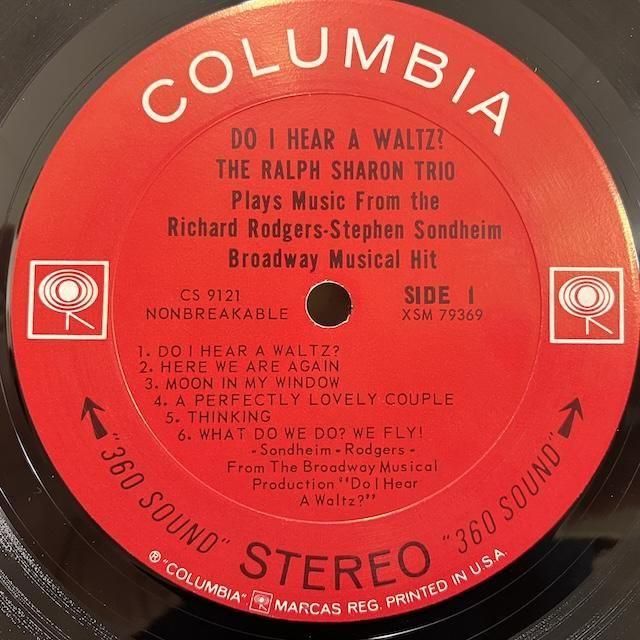 COLUMBIA
DO I HEAR A WALTZ?
THE RALPH SHARON TRIO
Plays Music From the
Richard Rodgers-Stephen Sondheim
Broadway Musical Hit
CS 9121
NONBREAKABLE
SIDE 1
XSM 79369
1. DO I HEAR A WALTZ?
2. HERE WE ARE AGAIN
3. MOON IN MY WINDOW
4. A PERFECTLY LOVELY COUPLE
5. THINKING
6. WHAT DO WE DO? WE FLY!
- Sondheim - Rodgers -
From The Broadway Musical
Production "Do I Hear
A Waltz?"
"360 SOUND" STEREO "360 SOUND"
® "COLUMBIA" MARCAS REG. PRINTED IN U.S.A.